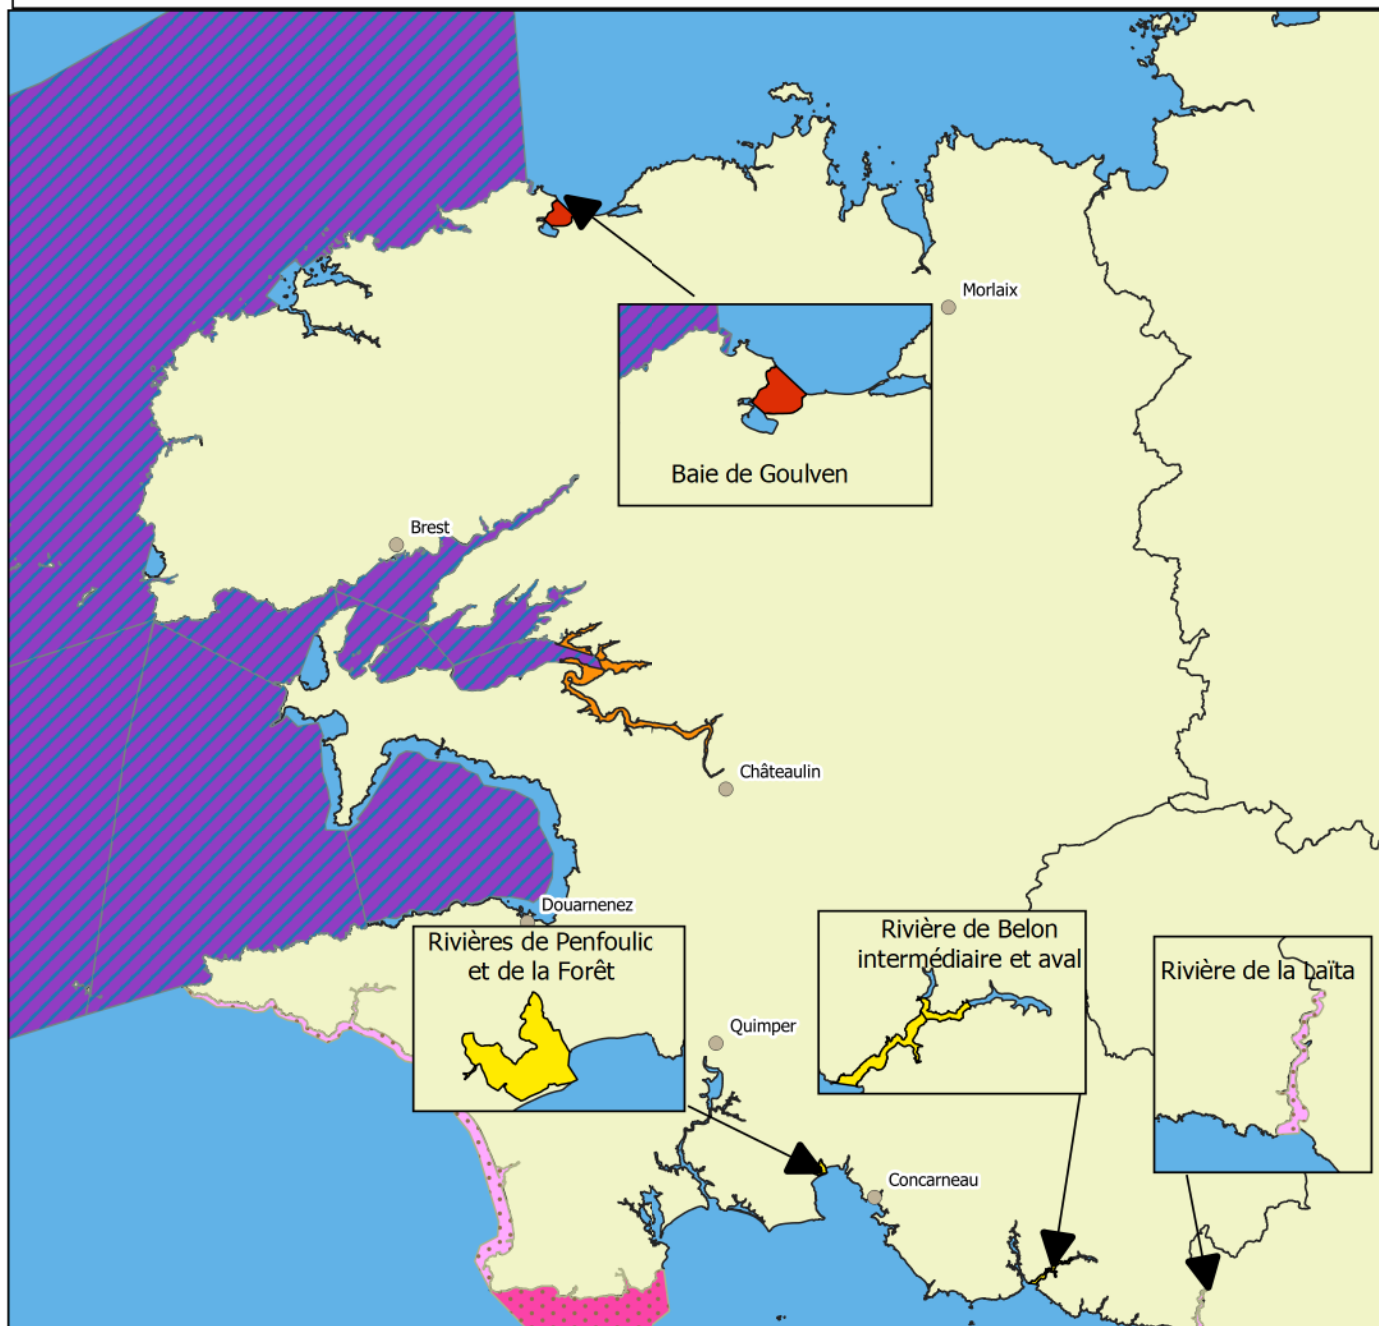 Morlaix
Baie de Goulven
Brest
Châteaulin
Douarnenez
Rivières de Penfoulic
et de la Forêt
Rivière de Belon
intermédiaire et aval
Rivière de la Laïta
Quimper
Concarneau